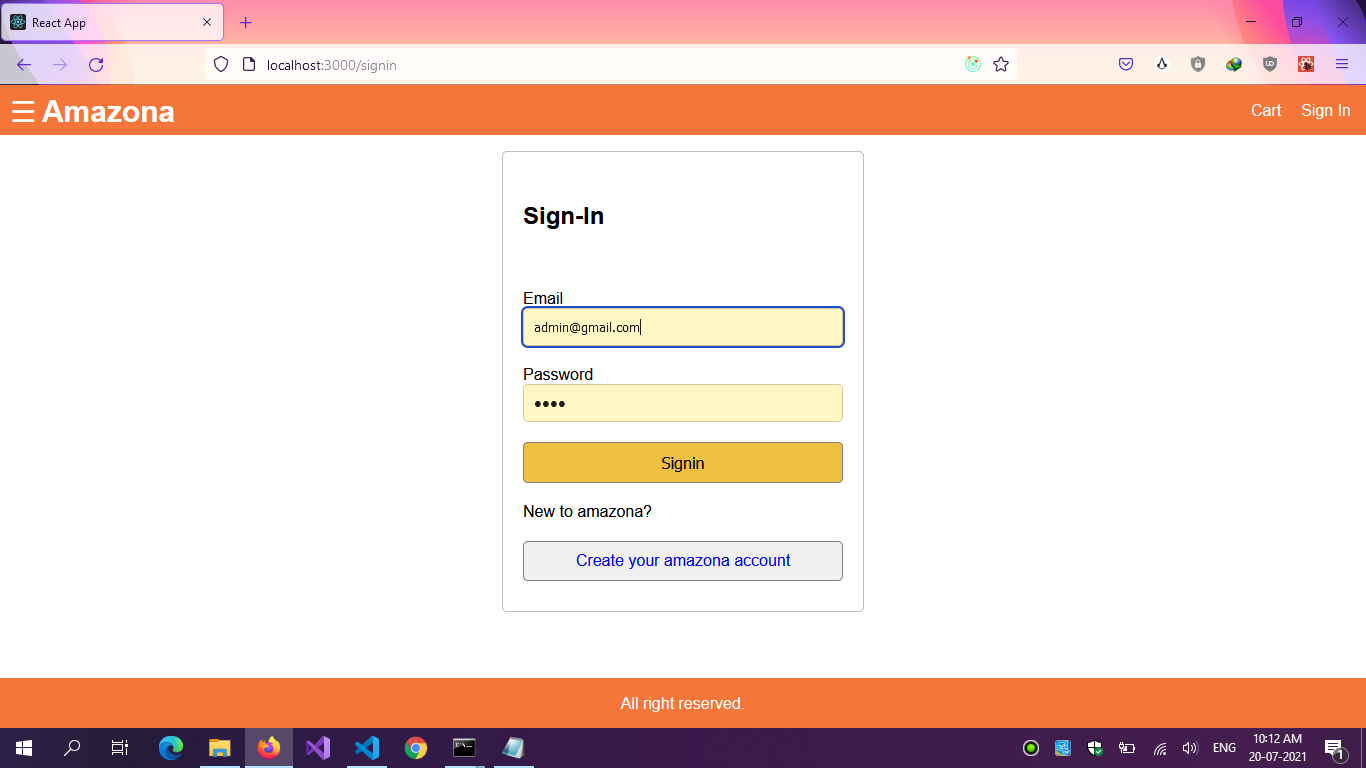 React App
localhost:3000/signin
☰ Amazona
Cart Sign In
Sign-In
Email
admin@gmail.com
Password
••••
Signin
New to amazona?
Create your amazona account
All right reserved.
ENG
10:12 AM
20-07-2021
1